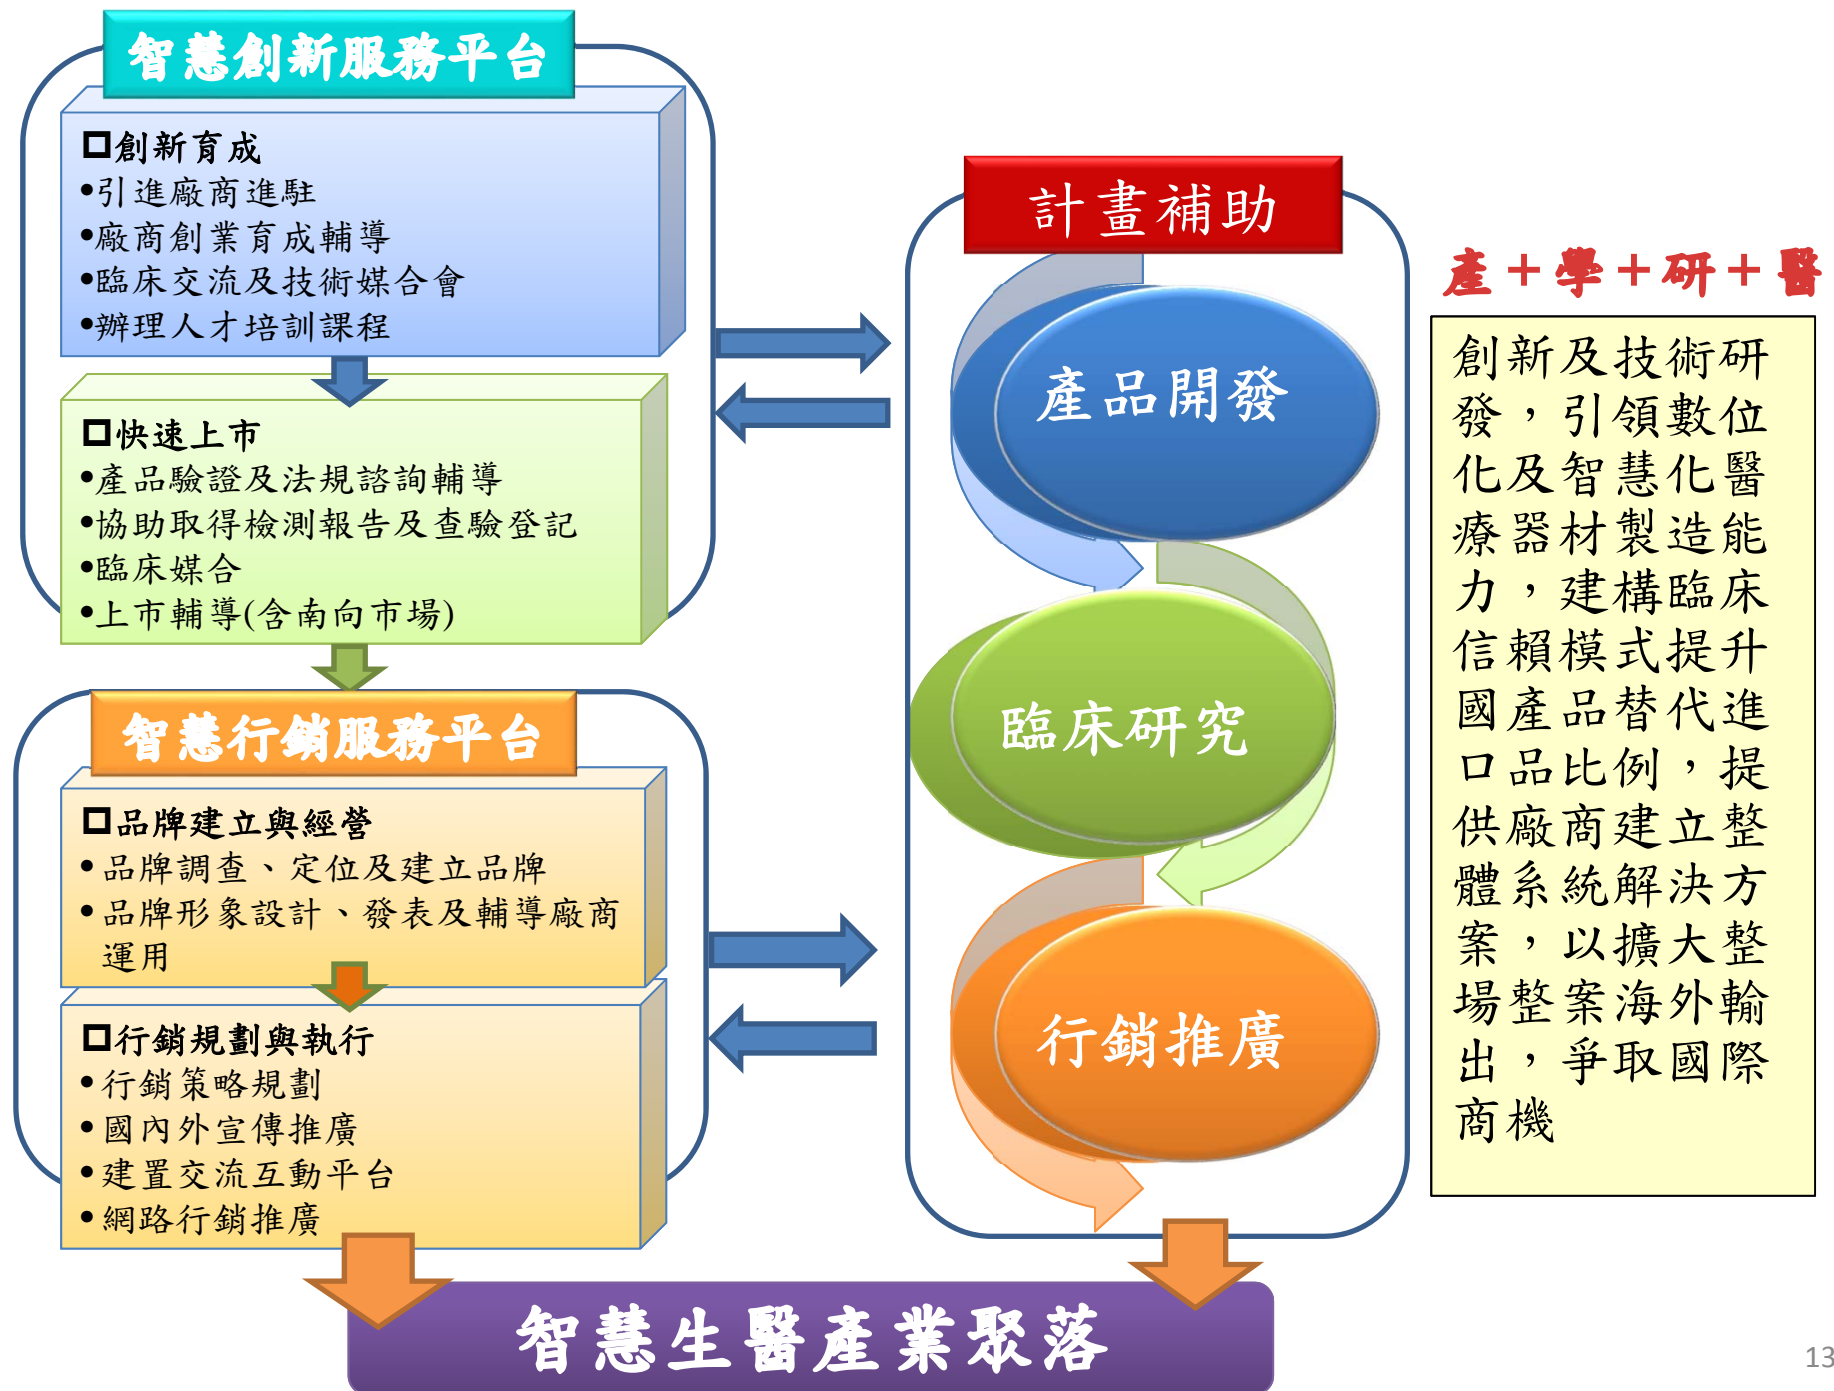 智慧創新服務平台
創新育成
•引進廠商進駐
•廠商創業育成輔導
•臨床交流及技術媒合會
•辦理人才培訓課程
快速上市
•產品驗證及法規諮詢輔導
•協助取得檢測報告及查驗登記
•臨床媒合
•上市輔導(含南向市場)
智慧行銷服務平台
品牌建立與經營
•品牌調查、定位及建立品牌
•品牌形象設計、發表及輔導廠商
運用
行銷規劃與執行
•行銷策略規劃
•國內外宣傳推廣
•建置交流互動平台
•網路行銷推廣
計畫補助
產品開發
臨床研究
行銷推廣
產＋學＋研＋醫
創新及技術研
發，引領數位
化及智慧化醫
療器材製造能
力，建構臨床
信賴模式提升
國產品替代進
口品比例，提
供廠商建立整
體系統解決方
案，以擴大整
場整案海外輸
出，爭取國際
商機
智慧生醫產業聚落
13